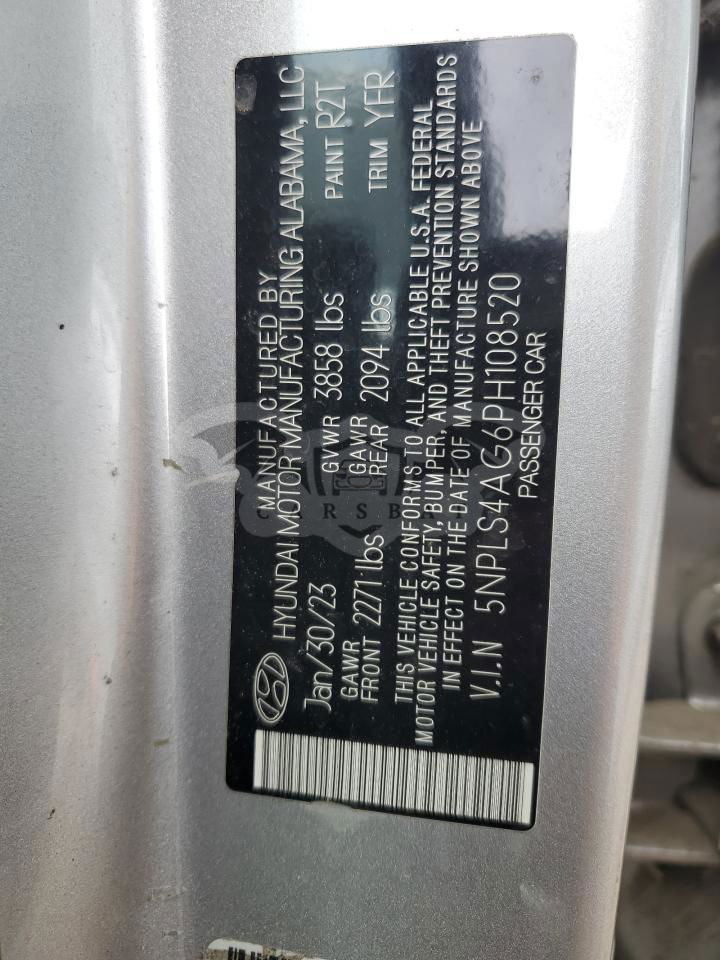 MANUFACTURED BY
HYUNDAI MOTOR MANUFACTURING ALABAMA, LLC
Jan/30/23 GVWR 3858 lbs PAINT R2T
GAWR FRONT 2271 lbs GAWR REAR 2094 lbs TRIM YFR
THIS VEHICLE CONFORMS TO ALL APPLICABLE U.S.A. FEDERAL
MOTOR VEHICLE SAFETY, BUMPER, AND THEFT PREVENTION STANDARDS
IN EFFECT ON THE DATE OF MANUFACTURE SHOWN ABOVE
V.I.N 5NPLS4AG6PH108520
PASSENGER CAR